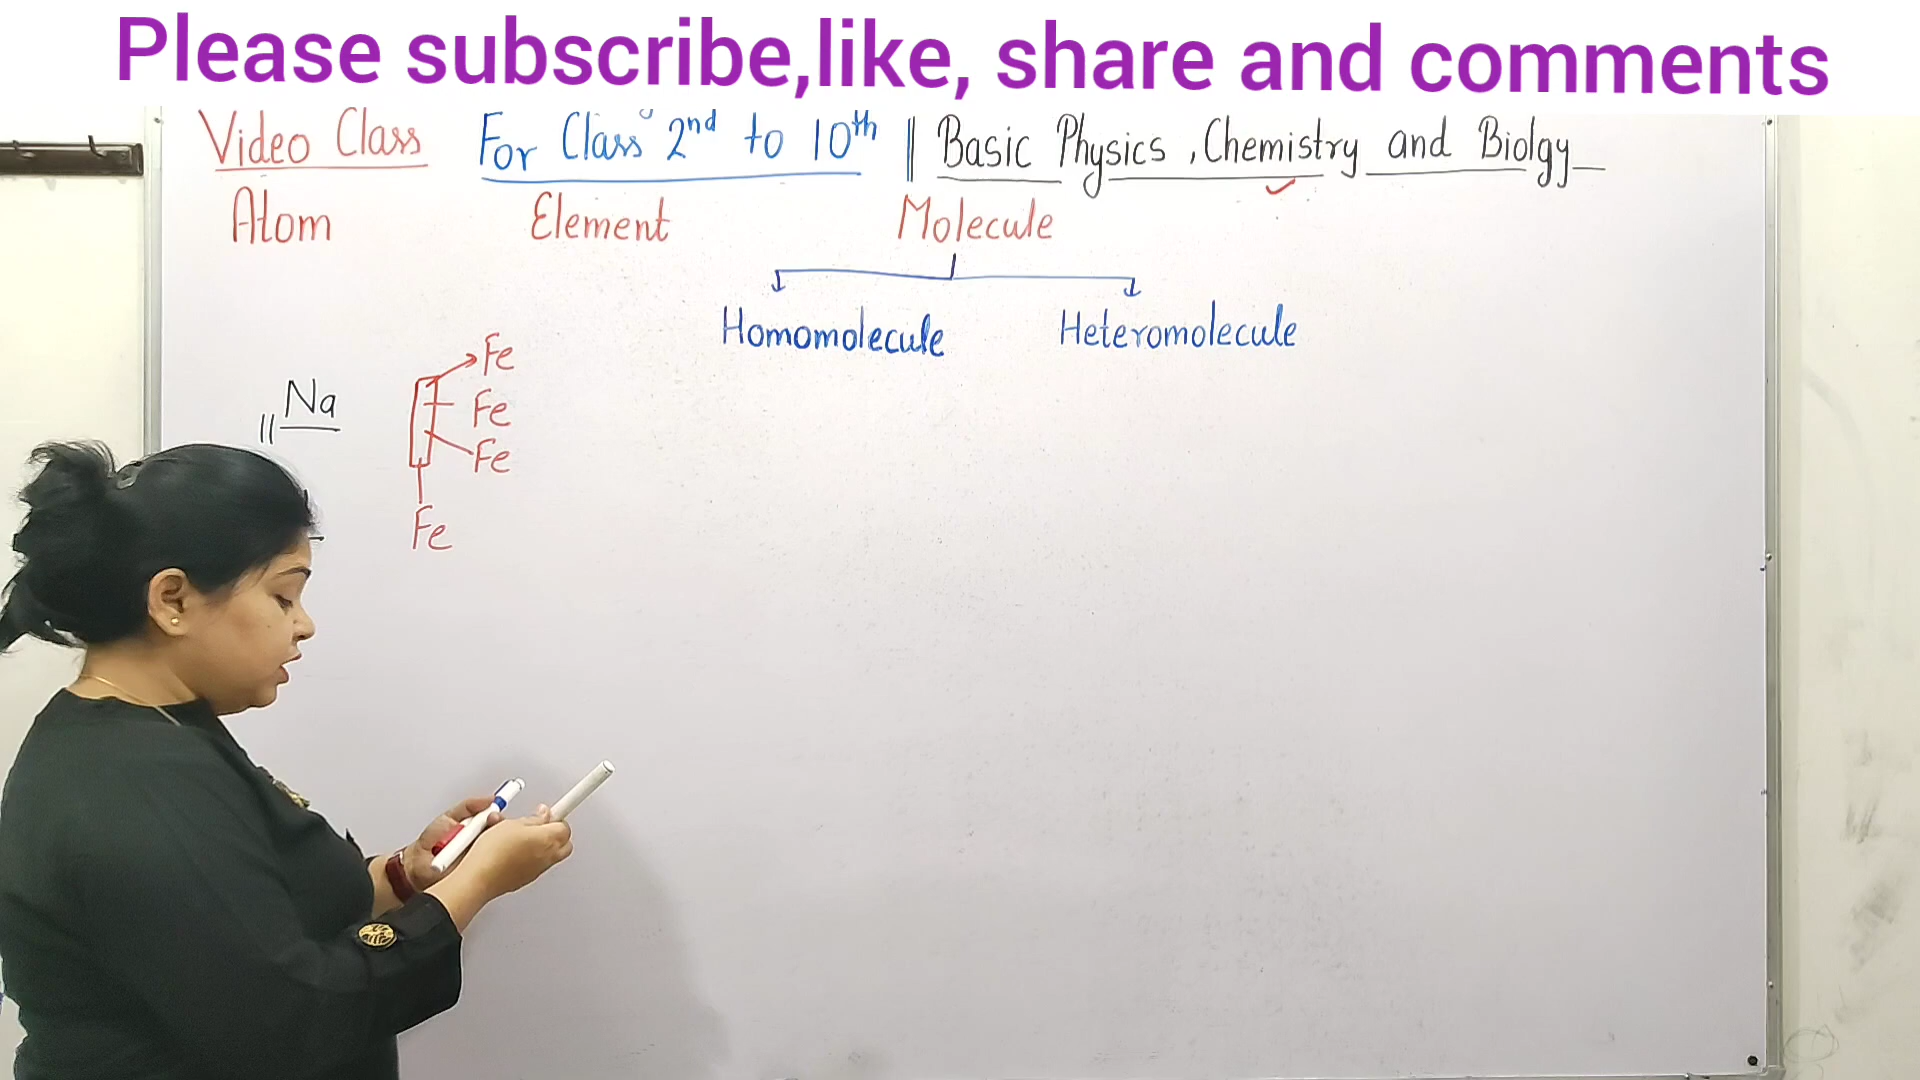 Please subscribe,like, share and comments
Video Class For Class 2nd to 10th || Basic Physics ,Chemistry and Biolgy
Atom Element Molecule
Homomolecule Heteromolecule
Fe
Na Fe
Fe
Fe